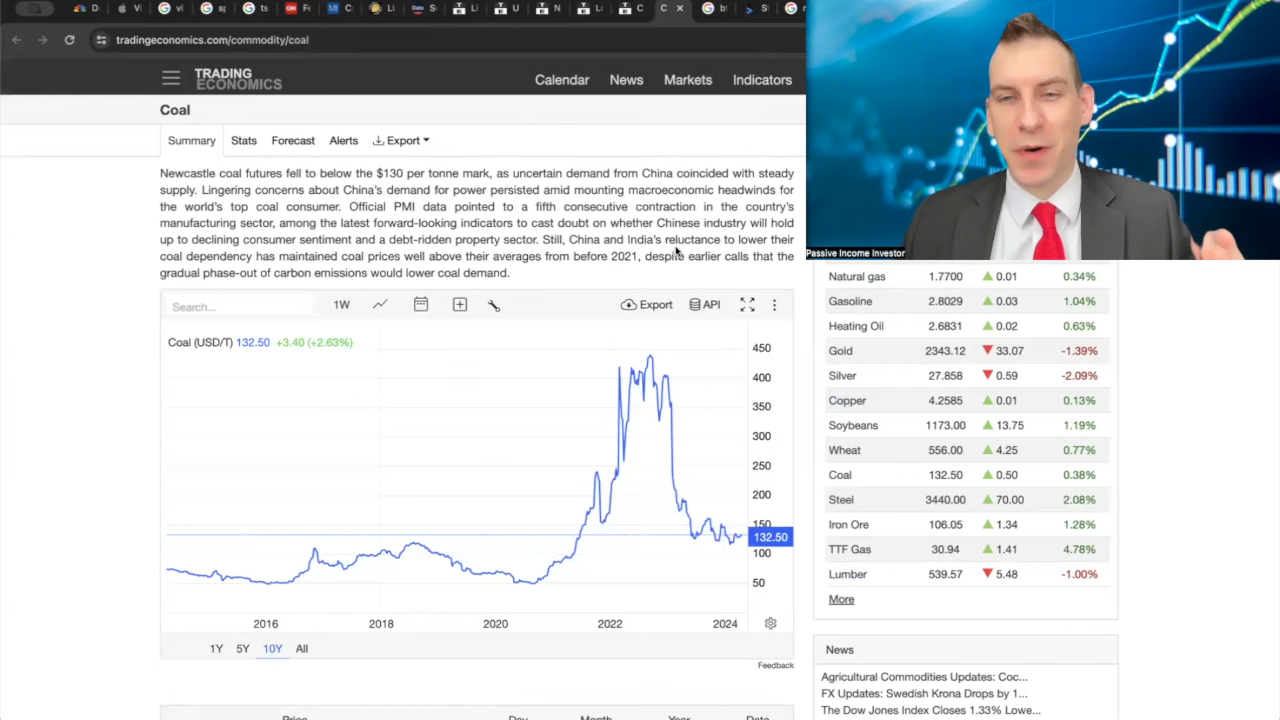 Vi
vi
sp
ts
Fe
C
Li
S
Li
U
N
L
C
C
b
S
n
tradingeconomics.com/commodity/coal
TRADING
ECONOMICS
Calendar News Markets Indicators
Coal
Summary Stats Forecast Alerts Export
Newcastle coal futures fell to below the $130 per tonne mark, as uncertain demand from China coincided with steady
supply. Lingering concerns about China's demand for power persisted amid mounting macroeconomic headwinds for
the world's top coal consumer. Official PMI data pointed to a fifth consecutive contraction in the country's
manufacturing sector, among the latest forward-looking indicators to cast doubt on whether Chinese industry will hold
up to declining consumer sentiment and a debt-ridden property sector. Still, China and India's reluctance to lower their
coal dependency has maintained coal prices well above their averages from before 2021, despite earlier calls that the
gradual phase-out of carbon emissions would lower coal demand.
Search... 1W Export API
Coal (USD/T) 132.50 +3.40 (+2.63%)
450
400
350
300
250
200
150
132.50
100
50
2016 2018 2020 2022 2024
1Y 5Y 10Y All
Feedback
Price Day Month Year Date
Passive Income Investor
Natural gas 1.7700 0.01 0.34%
Gasoline 2.8029 0.03 1.04%
Heating Oil 2.6831 0.02 0.63%
Gold 2343.12 33.07 -1.39%
Silver 27.858 0.59 -2.09%
Copper 4.2585 0.01 0.13%
Soybeans 1173.00 13.75 1.19%
Wheat 556.00 4.25 0.77%
Coal 132.50 0.50 0.38%
Steel 3440.00 70.00 2.08%
Iron Ore 106.05 1.34 1.28%
TTF Gas 30.94 1.41 4.78%
Lumber 539.57 5.48 -1.00%
More
News
Agricultural Commodities Updates: Coc...
FX Updates: Swedish Krona Drops by 1...
The Dow Jones Index Closes 1.33% Lowe...